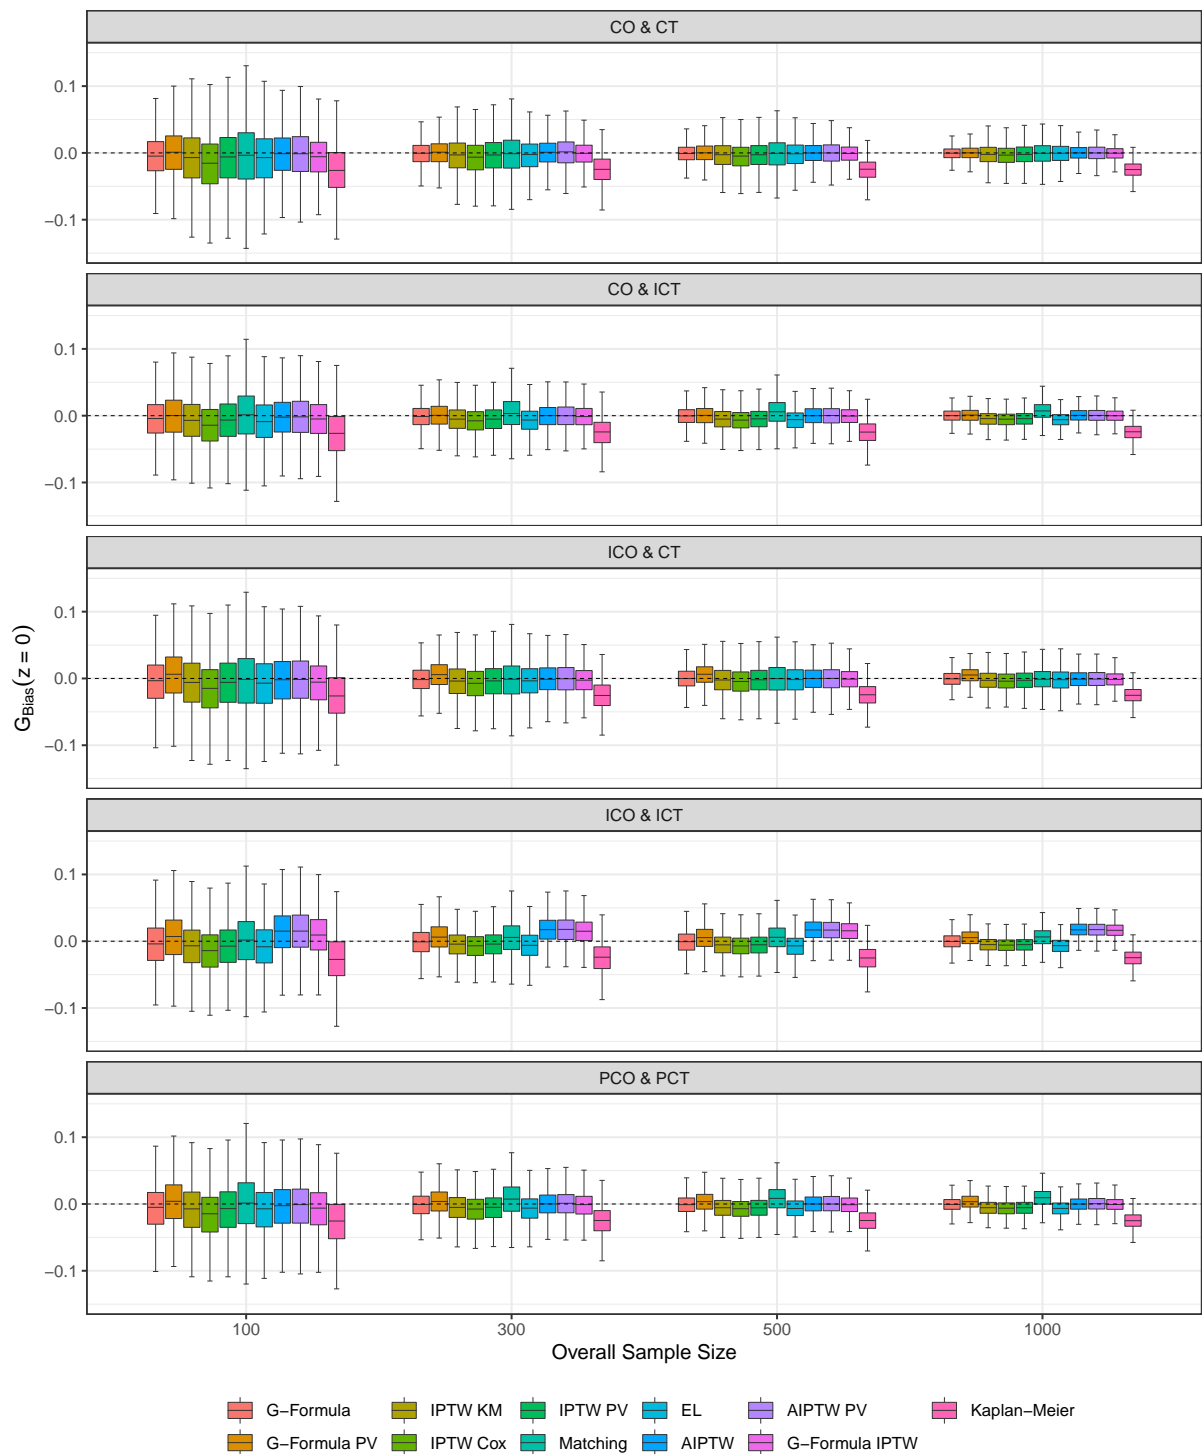 CO & CT
0.1
0.0
−0.1
CO & ICT
0.1
0.0
−0.1
ICO & CT
0.1
0.0
−0.1
ICO & ICT
0.1
0.0
−0.1
PCO & PCT
0.1
0.0
−0.1
G_Bias(z = 0)
100 300 500 1000
Overall Sample Size
G−Formula IPTW KM IPTW PV EL AIPTW PV Kaplan−Meier
G−Formula PV IPTW Cox Matching AIPTW G−Formula IPTW